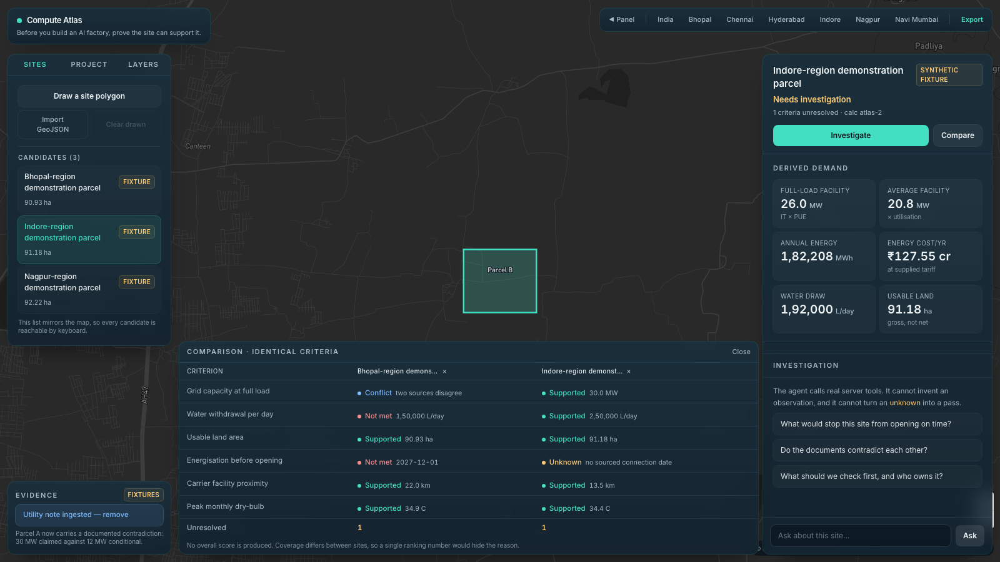 Compute Atlas
Before you build an AI factory, prove the site can support it.
◀ Panel
India
Bhopal
Chennai
Hyderabad
Indore
Nagpur
Navi Mumbai
Export
SITES
PROJECT
LAYERS
Draw a site polygon
Import
GeoJSON
Clear drawn
CANDIDATES (3)
Bhopal-region
demonstration parcel
FIXTURE
90.93 ha
Indore-region
demonstration parcel
FIXTURE
91.18 ha
Nagpur-region
demonstration parcel
FIXTURE
92.22 ha
This list mirrors the map, so every candidate is
reachable by keyboard.
EVIDENCE
FIXTURES
Utility note ingested — remove
Parcel A now carries a documented contradiction:
30 MW claimed against 12 MW conditional.
Canteen
Padliya
AH47
Parcel B
COMPARISON · IDENTICAL CRITERIA
Close
CRITERION
Bhopal-region demons... ×
Indore-region demonst... ×
Grid capacity at full load
Conflict two sources disagree
Supported 30.0 MW
Water withdrawal per day
Not met 1,50,000 L/day
Supported 2,50,000 L/day
Usable land area
Supported 90.93 ha
Supported 91.18 ha
Energisation before opening
Not met 2027-12-01
Unknown no sourced connection date
Carrier facility proximity
Supported 22.0 km
Supported 13.5 km
Peak monthly dry-bulb
Supported 34.9 C
Supported 34.4 C
Unresolved
1
1
No overall score is produced. Coverage differs between sites, so a single ranking number would hide the reason.
Indore-region demonstration
parcel
SYNTHETIC
FIXTURE
Needs investigation
1 criteria unresolved · calc atlas-2
Investigate
Compare
DERIVED DEMAND
FULL-LOAD FACILITY
26.0 MW
IT × PUE
AVERAGE FACILITY
20.8 MW
× utilisation
ANNUAL ENERGY
1,82,208 MWh
ENERGY COST/YR
₹127.55 cr
at supplied tariff
WATER DRAW
1,92,000 L/day
USABLE LAND
91.18 ha
gross, not net
INVESTIGATION
The agent calls real server tools. It cannot invent an
observation, and it cannot turn an unknown into a pass.
What would stop this site from opening on time?
Do the documents contradict each other?
What should we check first, and who owns it?
Ask about this site...
Ask